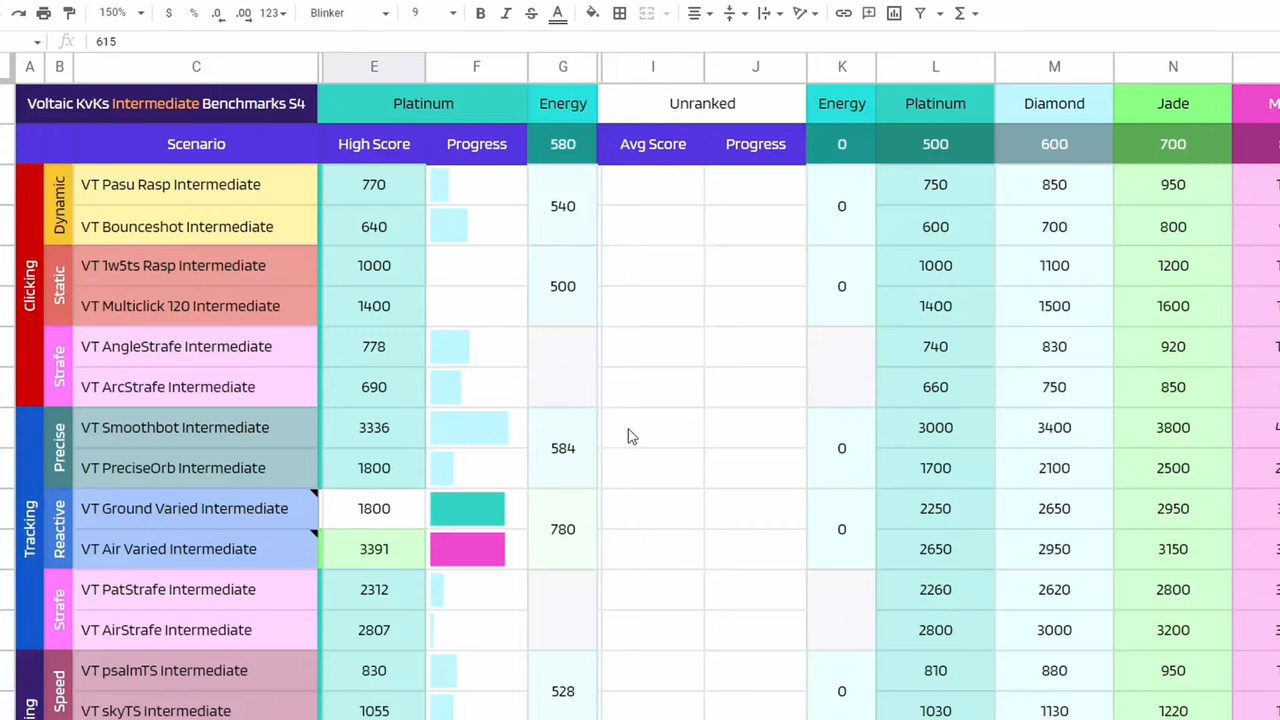 150% $ % .0 .00 123 Blinker 9 B I S A Σ
fx 615
A B C E F G I J K L M N
Voltaic KvKs Intermediate Benchmarks S4 Platinum Energy Unranked Energy Platinum Diamond Jade
Scenario High Score Progress 580 Avg Score Progress 0 500 600 700
Clicking
Dynamic
VT Pasu Rasp Intermediate 770 750 850 950
540 0
VT Bounceshot Intermediate 640 600 700 800
Static
VT 1w5ts Rasp Intermediate 1000 1000 1100 1200
500 0
VT Multiclick 120 Intermediate 1400 1400 1500 1600
Strafe
VT AngleStrafe Intermediate 778 740 830 920
VT ArcStrafe Intermediate 690 660 750 850
Tracking
Precise
VT Smoothbot Intermediate 3336 3000 3400 3800
584 0
VT PreciseOrb Intermediate 1800 1700 2100 2500
Reactive
VT Ground Varied Intermediate 1800 2250 2650 2950
780 0
VT Air Varied Intermediate 3391 2650 2950 3150
Strafe
VT PatStrafe Intermediate 2312 2260 2620 2800
VT AirStrafe Intermediate 2807 2800 3000 3200
Speed
VT psalmTS Intermediate 830 810 880 950
528 0
VT skyTS Intermediate 1055 1030 1130 1220